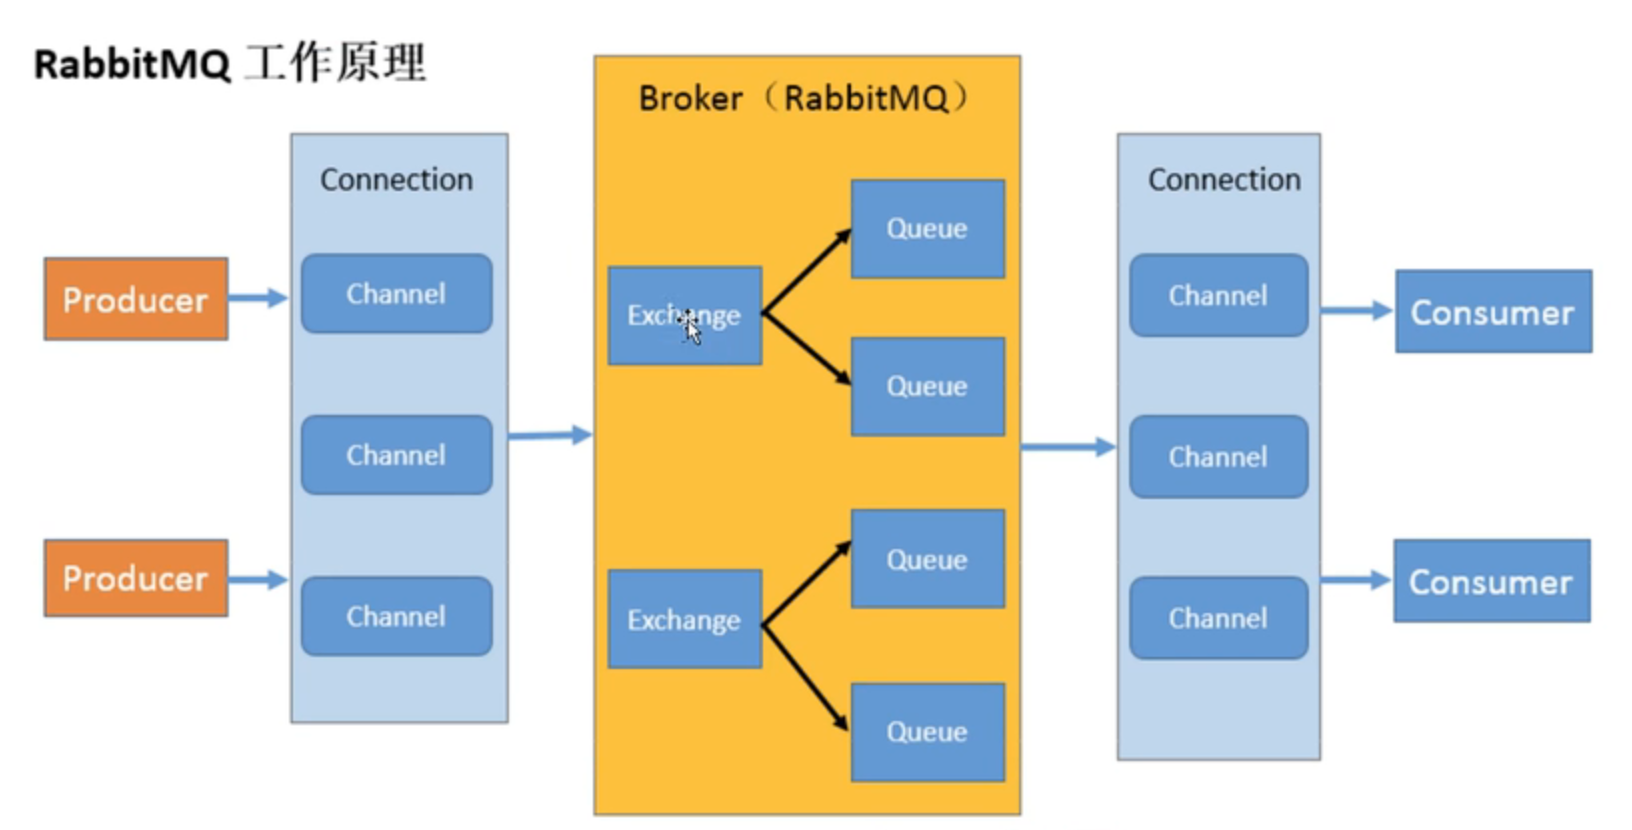 RabbitMQ 工作原理
Broker（RabbitMQ）
Connection
Channel
Channel
Channel
Producer
Producer
Exchange
Queue
Queue
Exchange
Queue
Queue
Connection
Channel
Channel
Channel
Consumer
Consumer